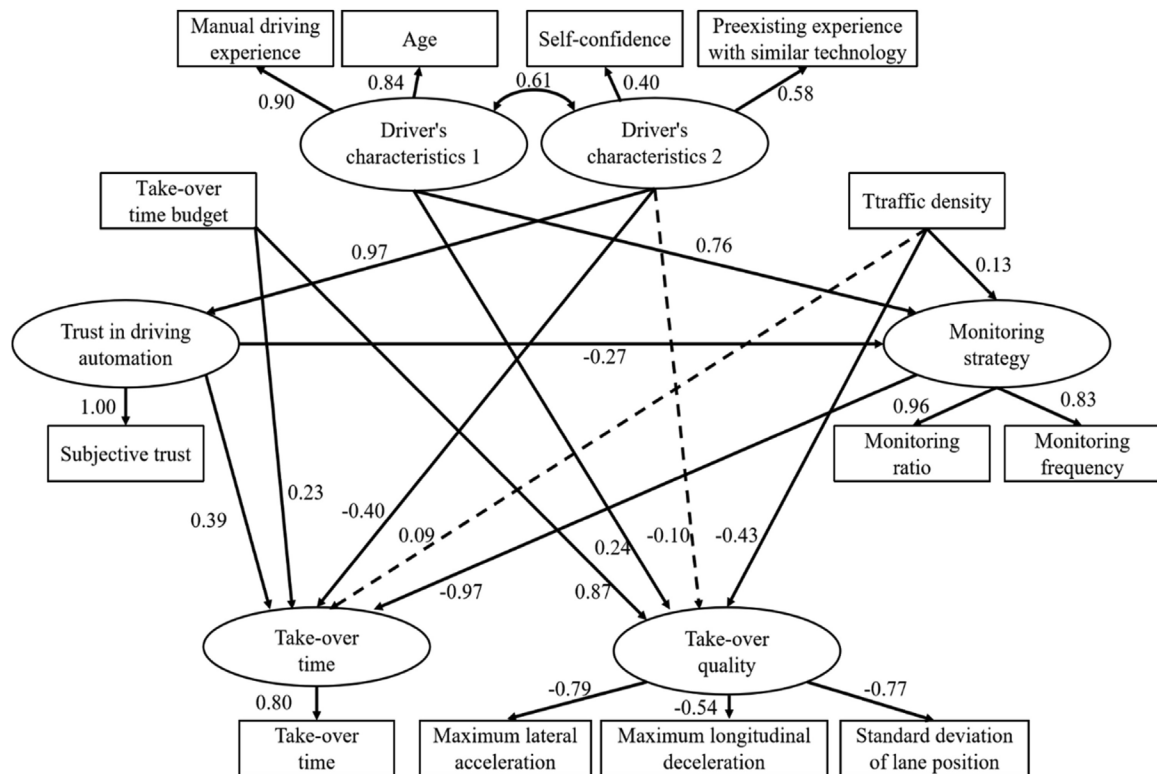 Manual driving
experience
Age
Self-confidence
Preexisting experience
with similar technology
0.90
0.84
0.61
0.40
0.58
Driver's
characteristics 1
Driver's
characteristics 2
Take-over
time budget
Ttraffic density
0.97
0.76
0.13
Trust in driving
automation
-0.27
Monitoring
strategy
1.00
0.96
0.83
Subjective trust
Monitoring
ratio
Monitoring
frequency
0.39
0.23
-0.40
0.09
0.24
-0.10
-0.43
-0.97
0.87
Take-over
time
Take-over
quality
0.80
-0.79
-0.54
-0.77
Take-over
time
Maximum lateral
acceleration
Maximum longitudinal
deceleration
Standard deviation
of lane position